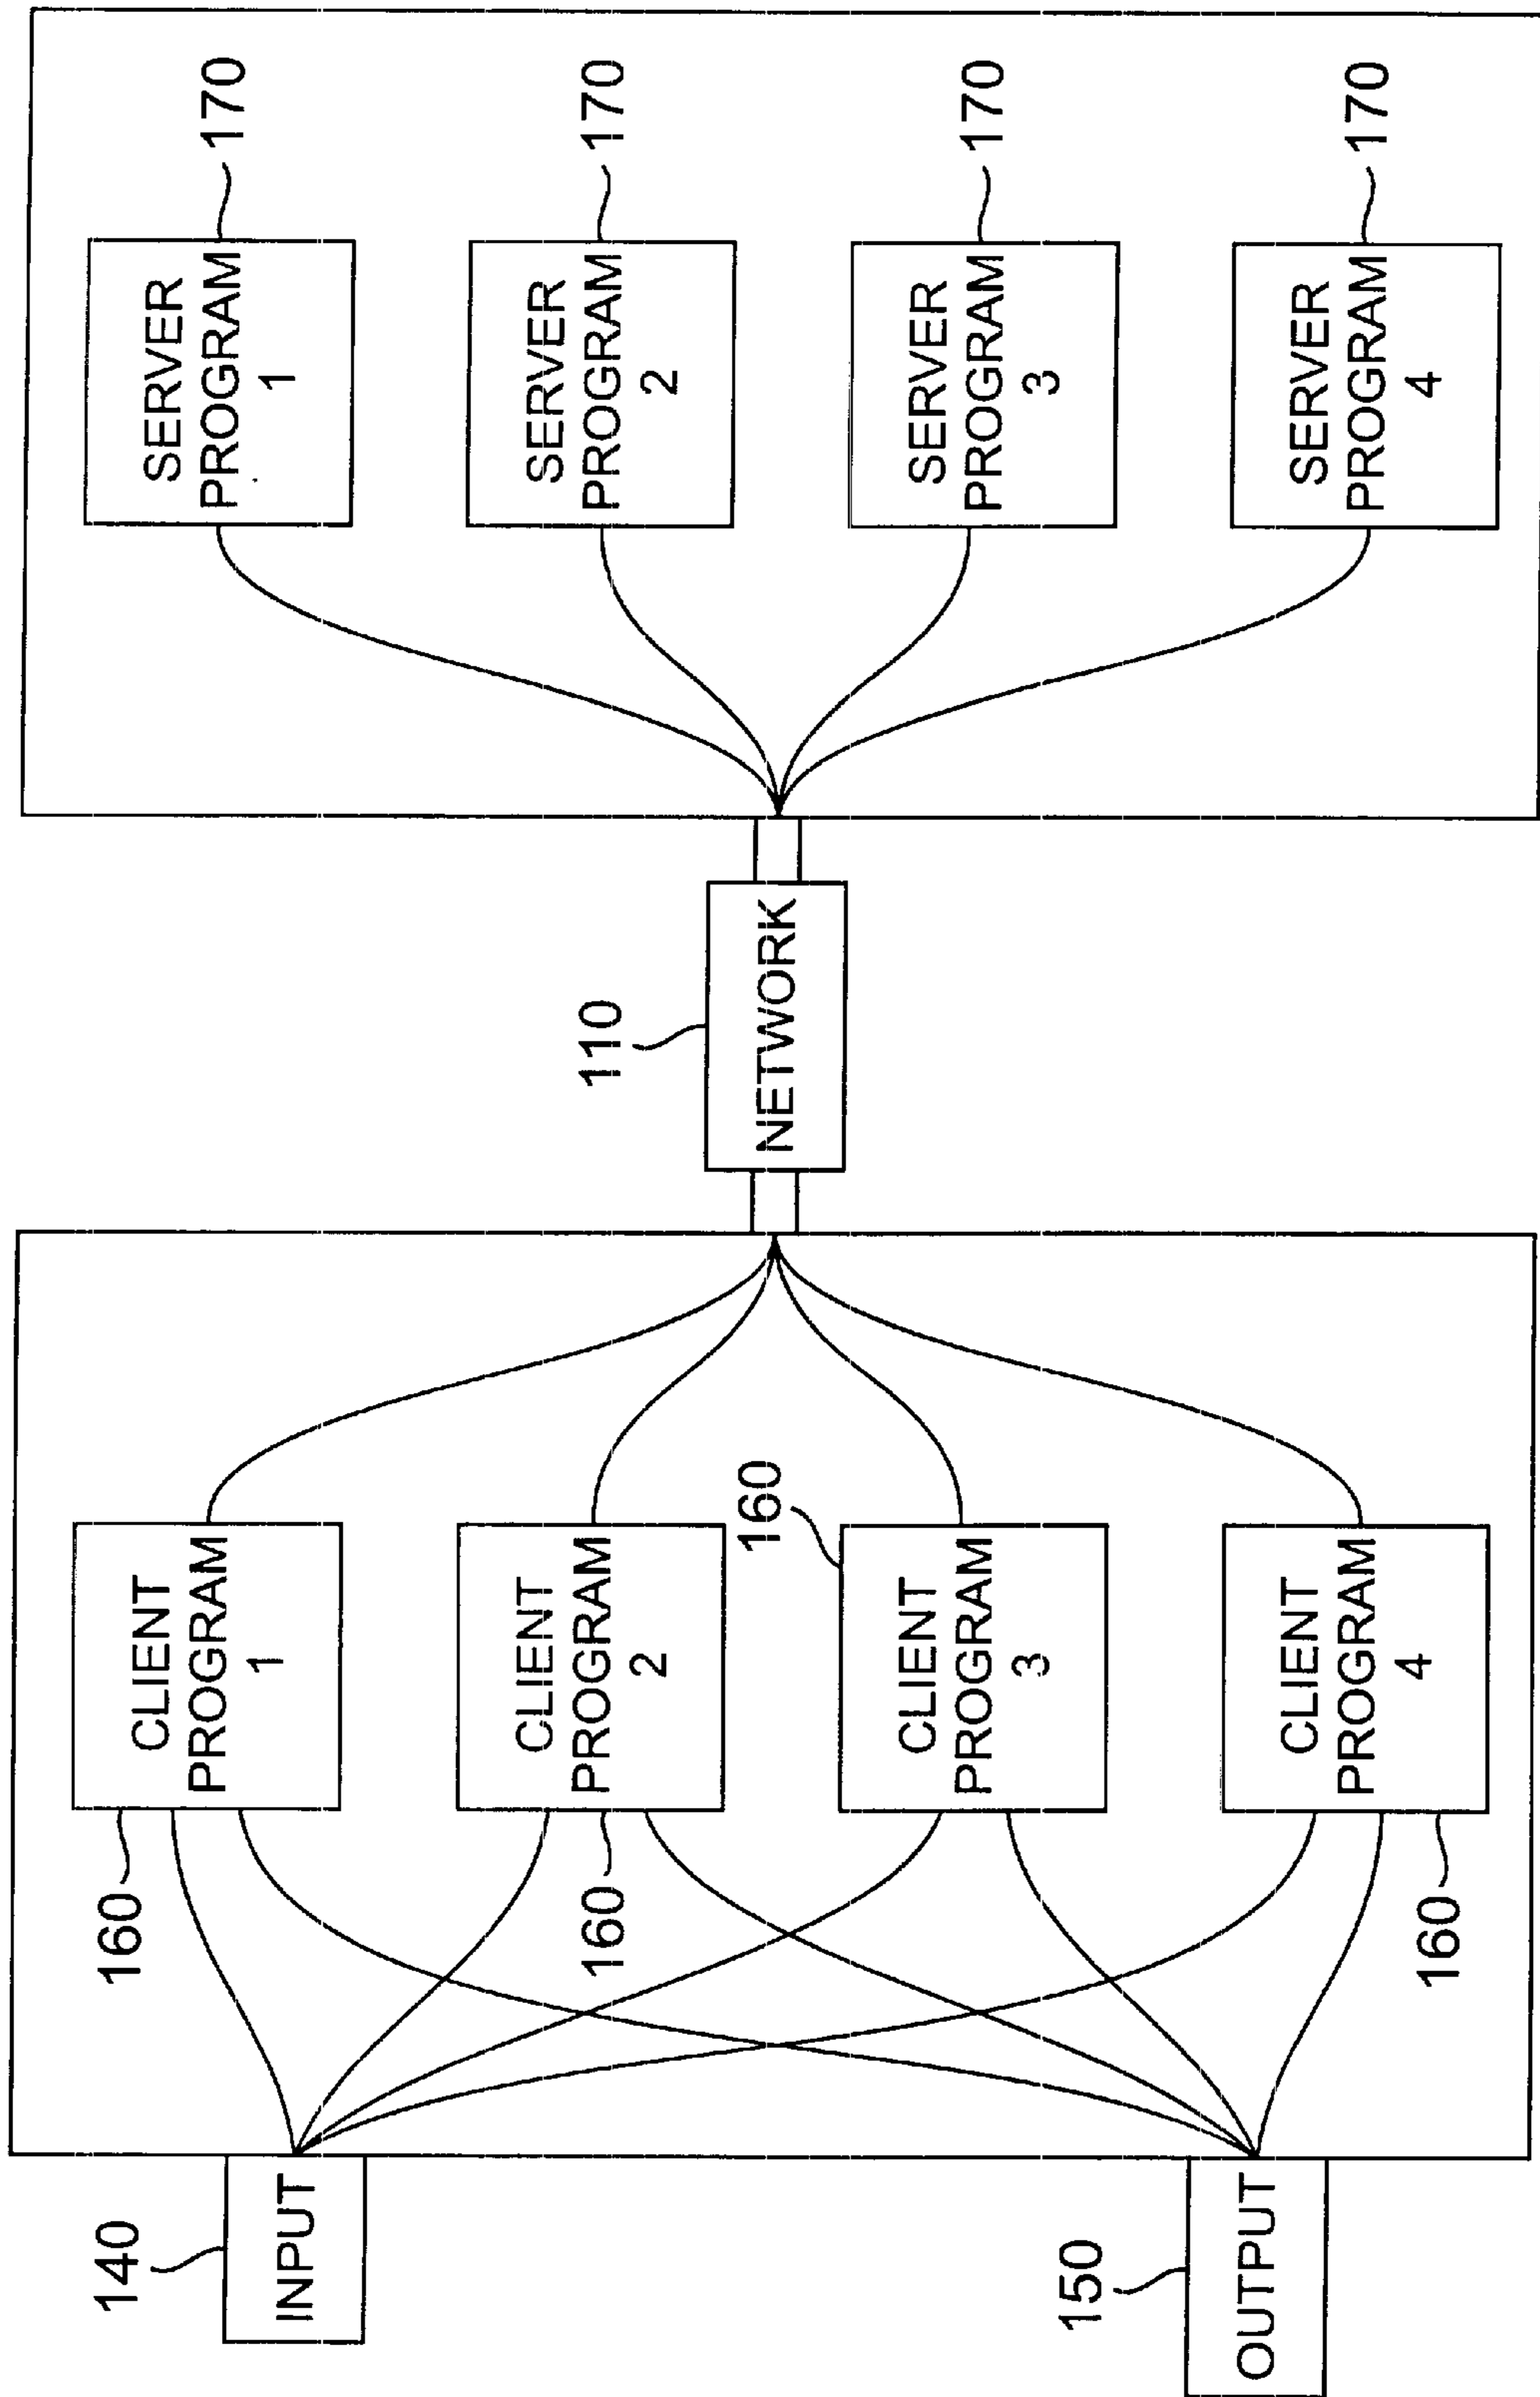 140
INPUT
150
OUTPUT
160
CLIENT
PROGRAM
1
160
CLIENT
PROGRAM
2
160
CLIENT
PROGRAM
3
160
CLIENT
PROGRAM
4
110
NETWORK
SERVER
PROGRAM
1
170
SERVER
PROGRAM
2
170
SERVER
PROGRAM
3
170
SERVER
PROGRAM
4
170